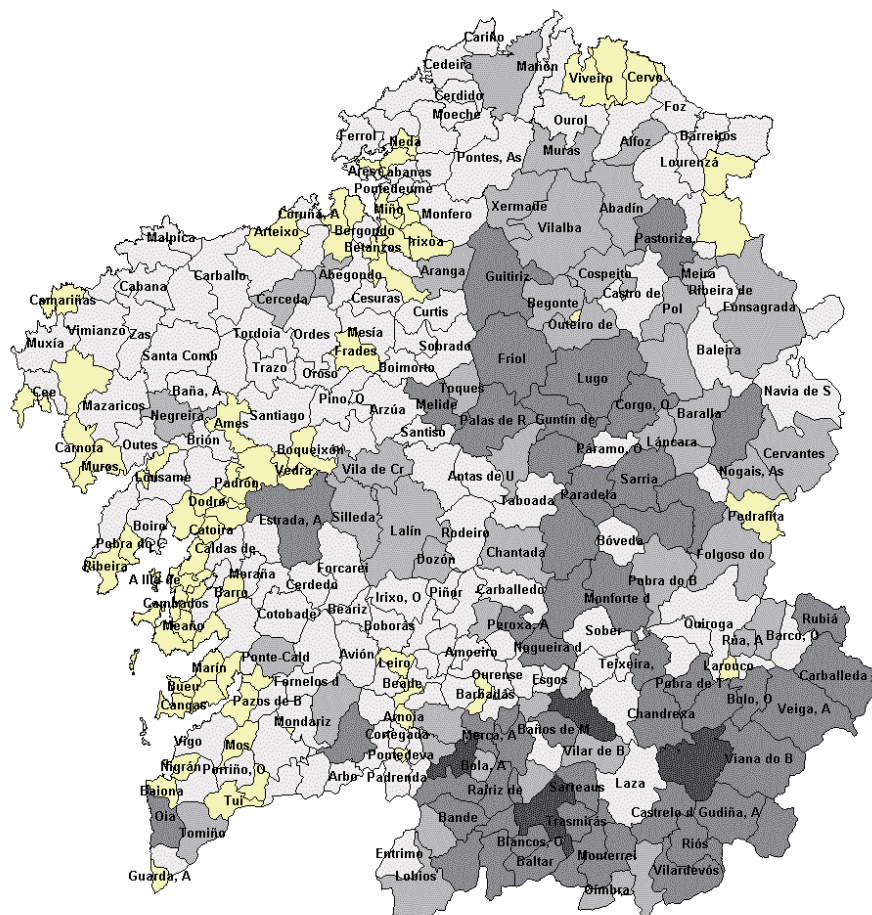 Cariño
Cedeira
Mañón
Viveiro
Cervo
Cerdido
Moeche
Foz
Ourol
Ferrol
Neda
Barreiros
Muras
Alfoz
Pontes, As
Lourenzá
Ares
Cabanas
Pontedeume
Xermade
Abadín
Miño
Coruña, A
Monfero
Vilalba
Arteixo
Bergondo
Malpica
Betanzos
Irixoa
Pastoriza,
Abegondo
Aranga
Guitiriz
Cospeito
Meira
Carballo
Cabana
Ribeira de
Camariñas
Cerceda
Cesuras
Castro de
Begonte
Pol
Fonsagrada
Curtis
Vimianzo
Zas
Tordoia
Ordes
Mesía
Outeiro de
Muxía
Frades
Sobrado
Friol
Baleira
Santa Comb
Trazo
Oroso
Boimorto
Lugo
Cee
Baña, A
Toques
Navia de S
Mazaricos
Pino, O
Melide
Negreira
Santiago
Arzúa
Palas de R
Guntín de
Corgo, O
Baralla
Ames
Santiso
Outes
Brión
Láncara
Carnota
Boqueixón
Páramo, O
Cervantes
Muros
Vedra
Vila de Cr
Antas de U
Sarria
Nogais, As
Lousame
Padrón
Taboada
Paradela
Dodro
Pedrafita
Boiro
Catoira
Estrada, A
Silleda
Lalín
Rodeiro
Bóveda
Pobra do C
Caldas de
Dozón
Chantada
Folgoso do
Ribeira
Forcarei
A Illa de
Moraña
Cerdedo
Pobra do B
Barro
Irixo, O
Piñor
Carballedo
Cambados
Beariz
Monforte d
Rubiá
Cotobade
Meaño
Boborás
Peroxa, A
Quiroga
Sober
Rúa, A
Barco, O
Amoeiro
Nogueira d
Avión
Ponte-Cald
Leiro
Teixeira,
Marín
Larouco
Carballeda
Fornelos d
Beade
Ourense
Esgos
Pobra de T
Bueu
Barbadás
Bolo, O
Cangas
Pazos de B
Chandrexa
Veiga, A
Arnoia
Mondariz
Baños de M
Cortegada
Merca, A
Vigo
Mos
Vilar de B
Pontedeva
Viana do B
Nigrán
Porriño, O
Bola, A
Arbo
Padrenda
Laza
Baiona
Rairiz de
Sarreaus
Tui
Oia
Castrelo d
Gudiña, A
Bande
Trasmirás
Tomiño
Blancos, O
Riós
Entrimo
Baltar
Monterrei
Guarda, A
Lobios
Oímbra
Vilardevós